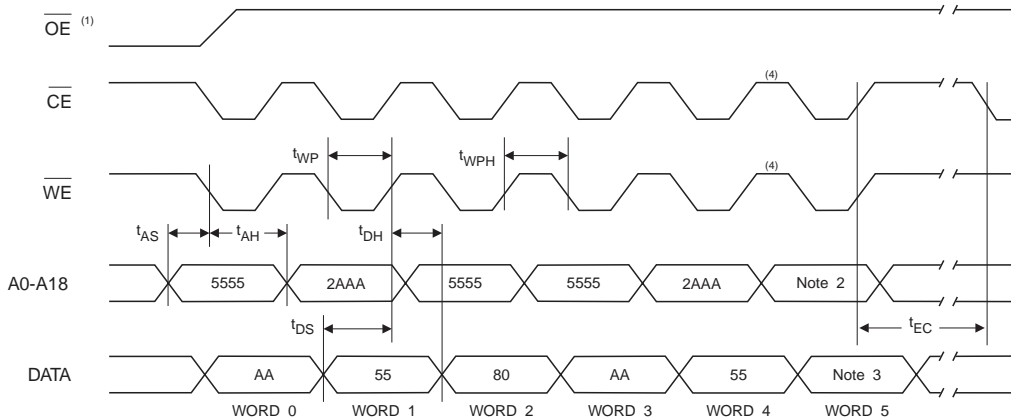 OE (1)
CE
(4)
tWP
tWPH
WE
(4)
tAS
tAH
tDH
A0-A18
5555
2AAA
5555
5555
2AAA
Note 2
tDS
tEC
DATA
AA
55
80
AA
55
Note 3
WORD 0
WORD 1
WORD 2
WORD 3
WORD 4
WORD 5